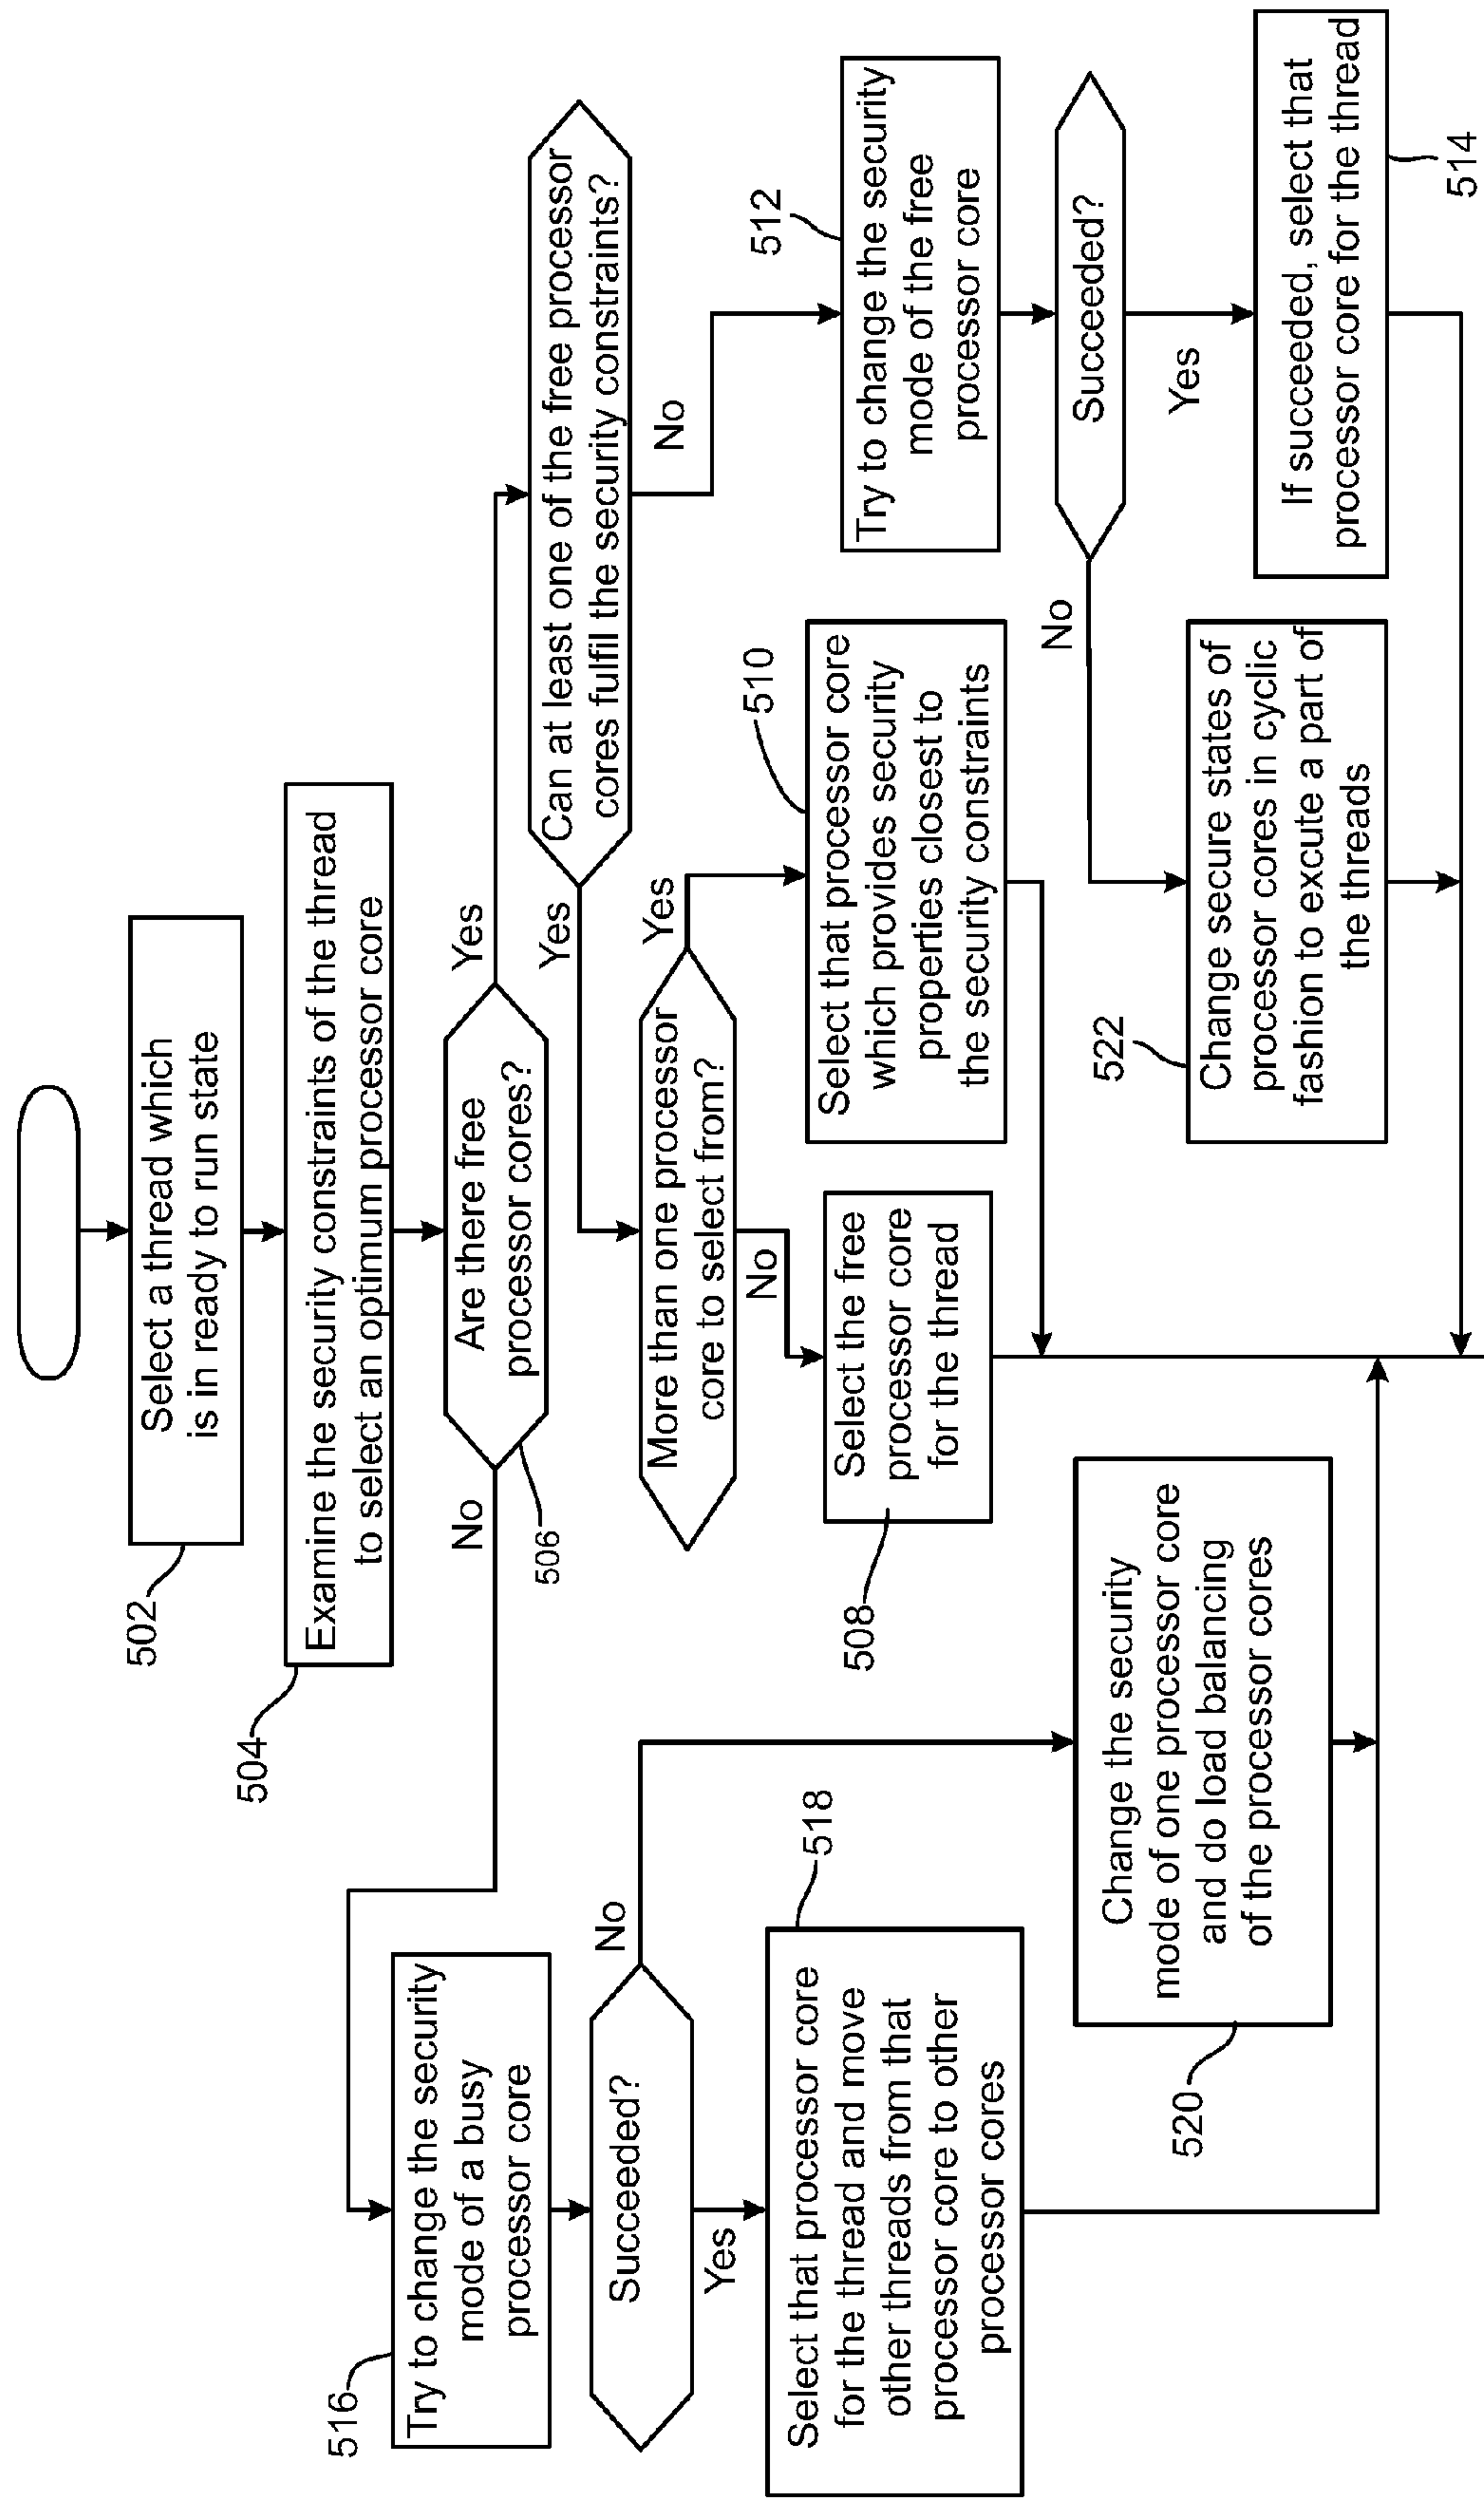 502
Select a thread which
is in ready to run state
504
Examine the security constraints of the thread
to select an optimum processor core
Are there free
processor cores?
506
No
Yes
Can at least one of the free processor
cores fulfil the security constraints?
Yes
No
516
Try to change the security
mode of a busy
processor core
Succeeded?
No
Yes
518
Select that processor core
for the thread and move
other threads from that
processor core to other
processor cores
520
Change the security
mode of one processor core
and do load balancing
of the processor cores
More than one processor
core to select from?
Yes
No
508
Select the free
processor core
for the thread
510
Select that processor core
which provides security
properties closest to
the security constraints
512
Try to change the security
mode of the free
processor core
Succeeded?
No
Yes
522
Change secure states of
processor cores in cyclic
fashion to excute a part of
the threads
If succeeded, select that
processor core for the thread
514